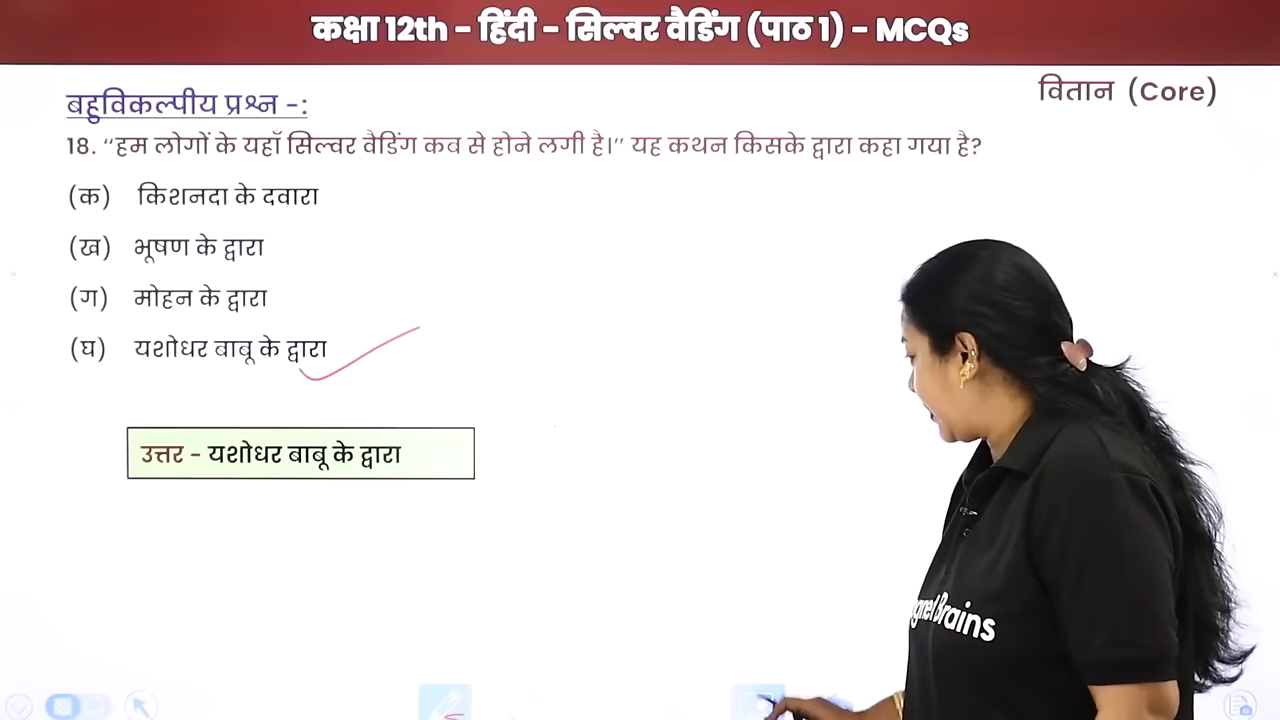 कक्षा 12th - हिंदी - सिल्वर वैडिंग (पाठ 1) - MCQs
वितान (Core)
बहुविकल्पीय प्रश्न -:
18. ‘‘हम लोगों के यहाँ सिल्वर वैडिंग कब से होने लगी है।’’ यह कथन किसके द्वारा कहा गया है?
(क) किशनदा के दवारा
(ख) भूषण के द्वारा
(ग) मोहन के द्वारा
(घ) यशोधर बाबू के द्वारा
उत्तर - यशोधर बाबू के द्वारा
Brains